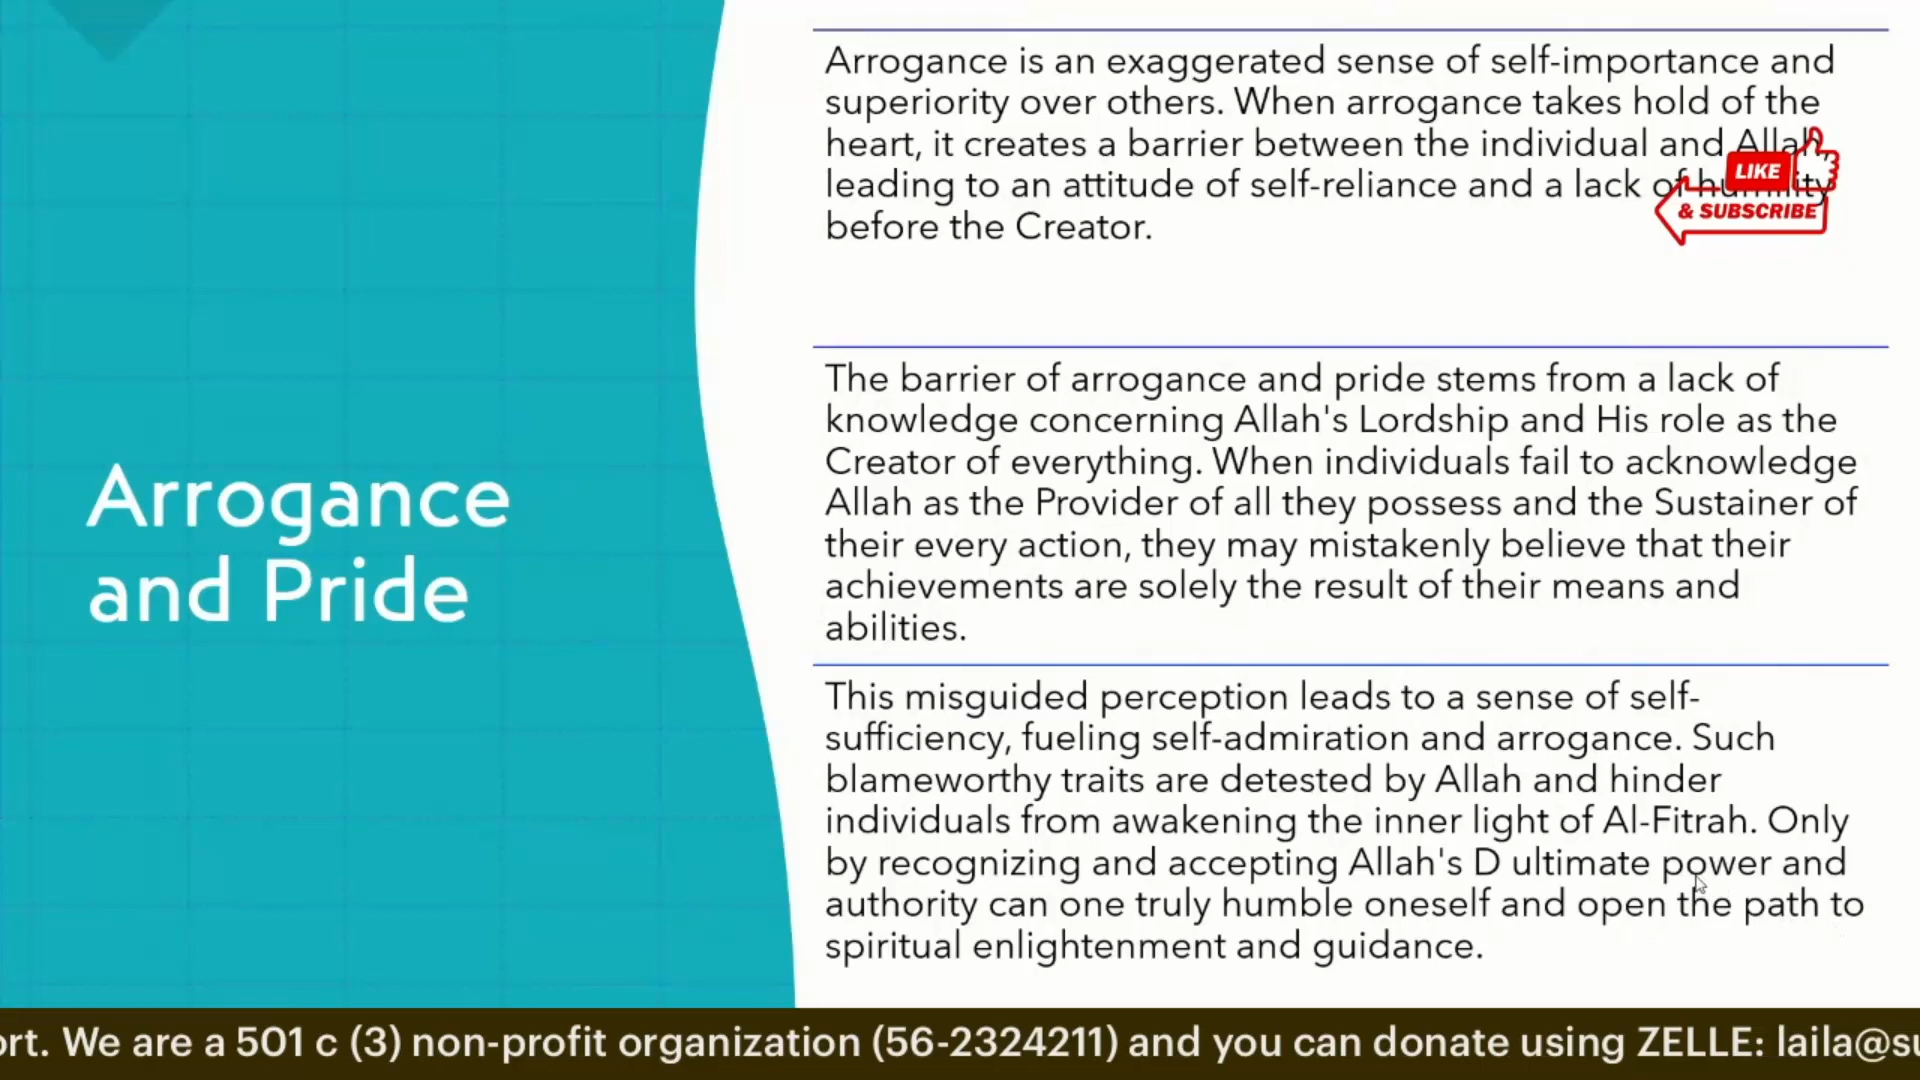 Arrogance
and Pride
Arrogance is an exaggerated sense of self-importance and
superiority over others. When arrogance takes hold of the
heart, it creates a barrier between the individual and Allah,
leading to an attitude of self-reliance and a lack of humility
before the Creator.
LIKE
& SUBSCRIBE
The barrier of arrogance and pride stems from a lack of
knowledge concerning Allah's Lordship and His role as the
Creator of everything. When individuals fail to acknowledge
Allah as the Provider of all they possess and the Sustainer of
their every action, they may mistakenly believe that their
achievements are solely the result of their means and
abilities.
This misguided perception leads to a sense of self-
sufficiency, fueling self-admiration and arrogance. Such
blameworthy traits are detested by Allah and hinder
individuals from awakening the inner light of Al-Fitrah. Only
by recognizing and accepting Allah's D ultimate power and
authority can one truly humble oneself and open the path to
spiritual enlightenment and guidance.
ort. We are a 501 c (3) non-profit organization (56-2324211) and you can donate using ZELLE: laila@su